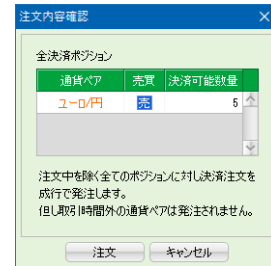 注文内容確認
全決済ポジション
通貨ペア 売買 決済可能数量
ユーロ/円 売 5
注文中を除く全てのポジションに対し決済注文を
成行で発注します。
但し取引時間外の通貨ペアは発注されません。
注文 キャンセル